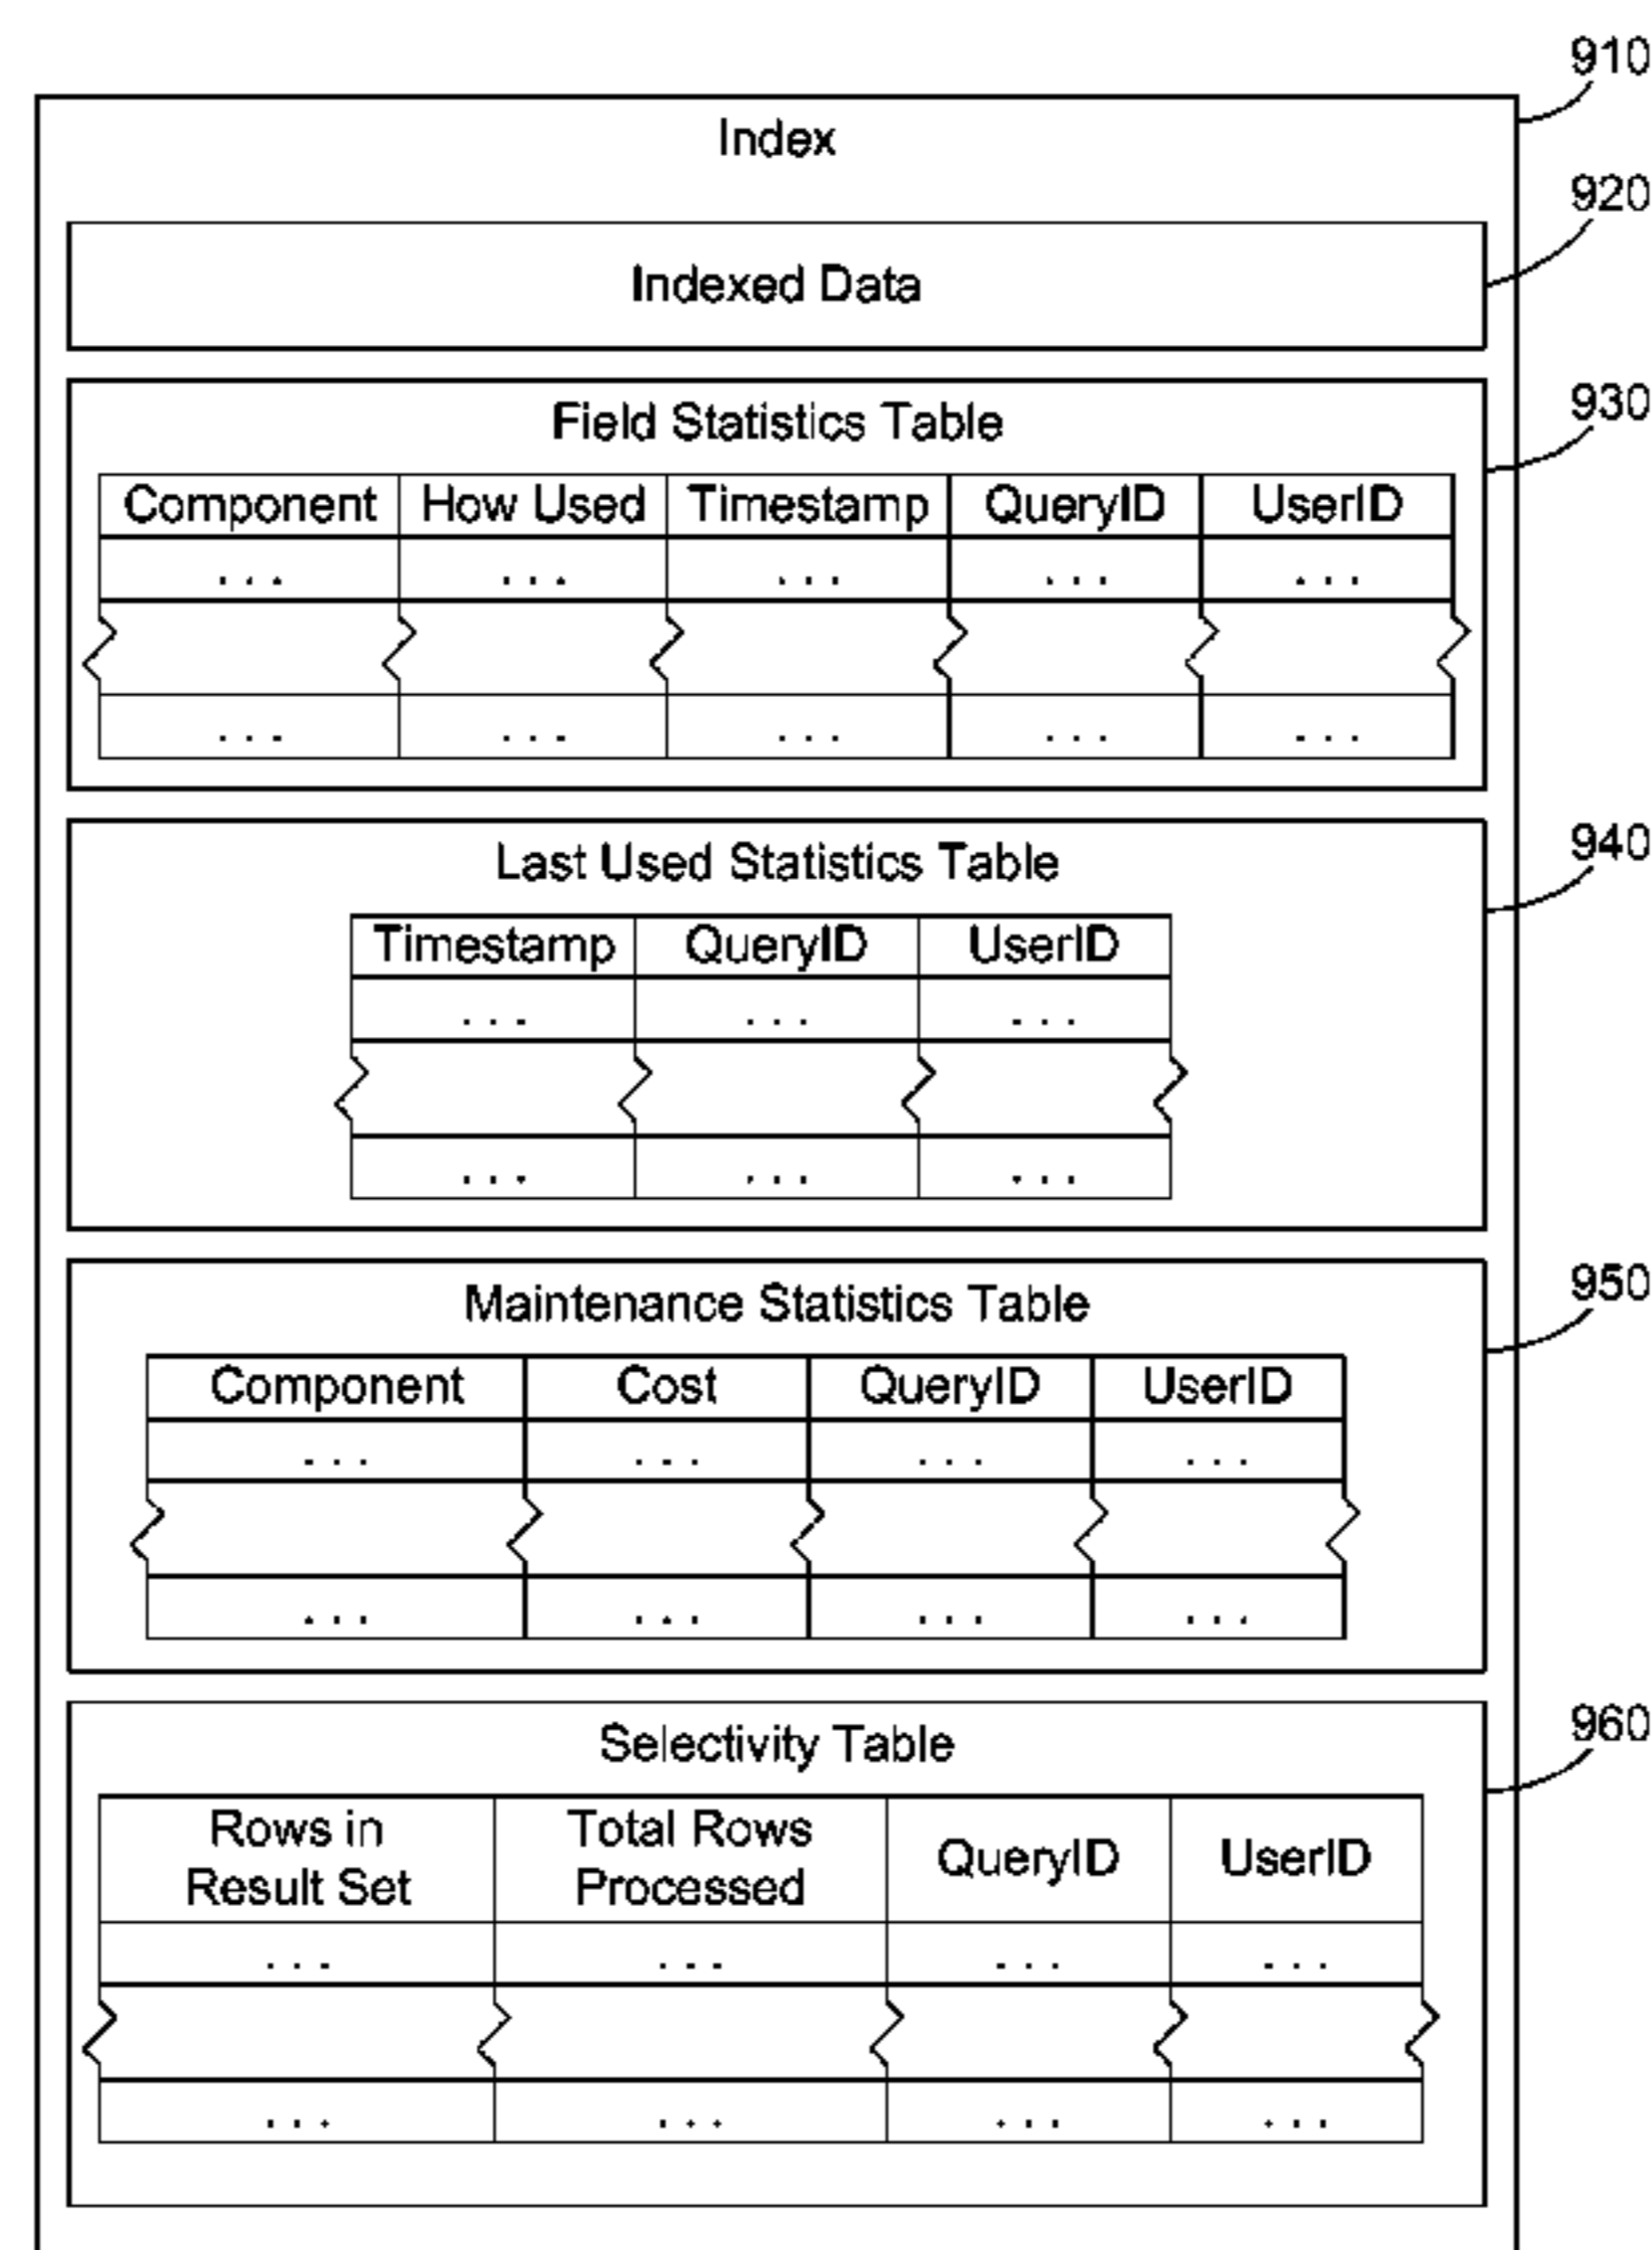 910
Index
920
Indexed Data
930
Field Statistics Table
Component How Used Timestamp QueryID UserID
... ... ... ... ...
... ... ... ... ...
940
Last Used Statistics Table
Timestamp QueryID UserID
... ... ...
... ... ...
950
Maintenance Statistics Table
Component Cost QueryID UserID
... ... ... ...
... ... ... ...
960
Selectivity Table
Rows in Result Set Total Rows Processed QueryID UserID
... ... ... ...
... ... ... ...